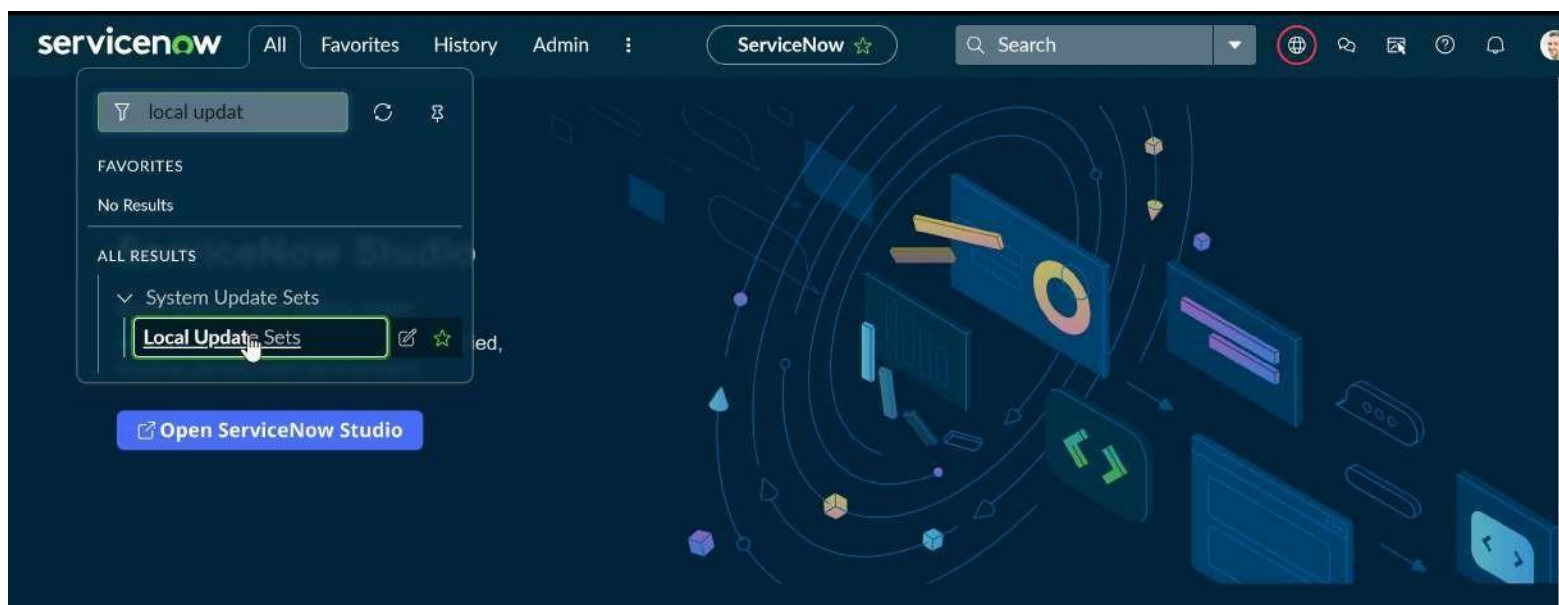 servicenow All Favorites History Admin ServiceNow Search
local updat
FAVORITES
No Results
ALL RESULTS
System Update Sets
Local Update Sets
ed,
Open ServiceNow Studio